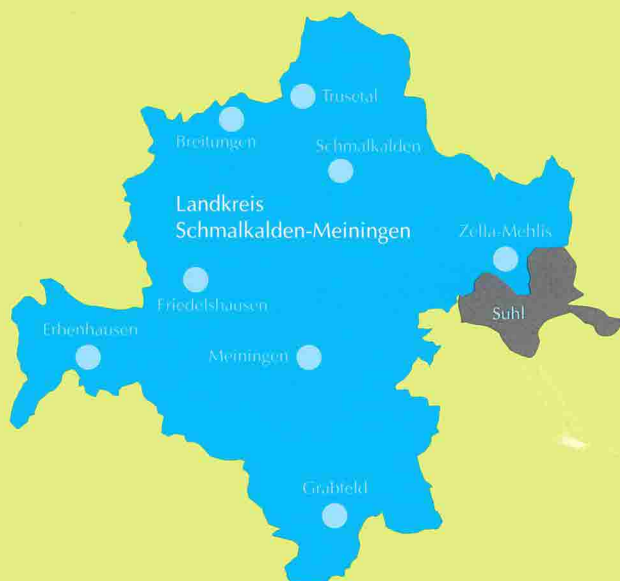 Trusetal
Breitungen
Schmalkalden
Landkreis
Schmalkalden-Meiningen
Zella-Mehlis
Friedelshausen
Suhl
Erbenhausen
Meiningen
Grabfeld